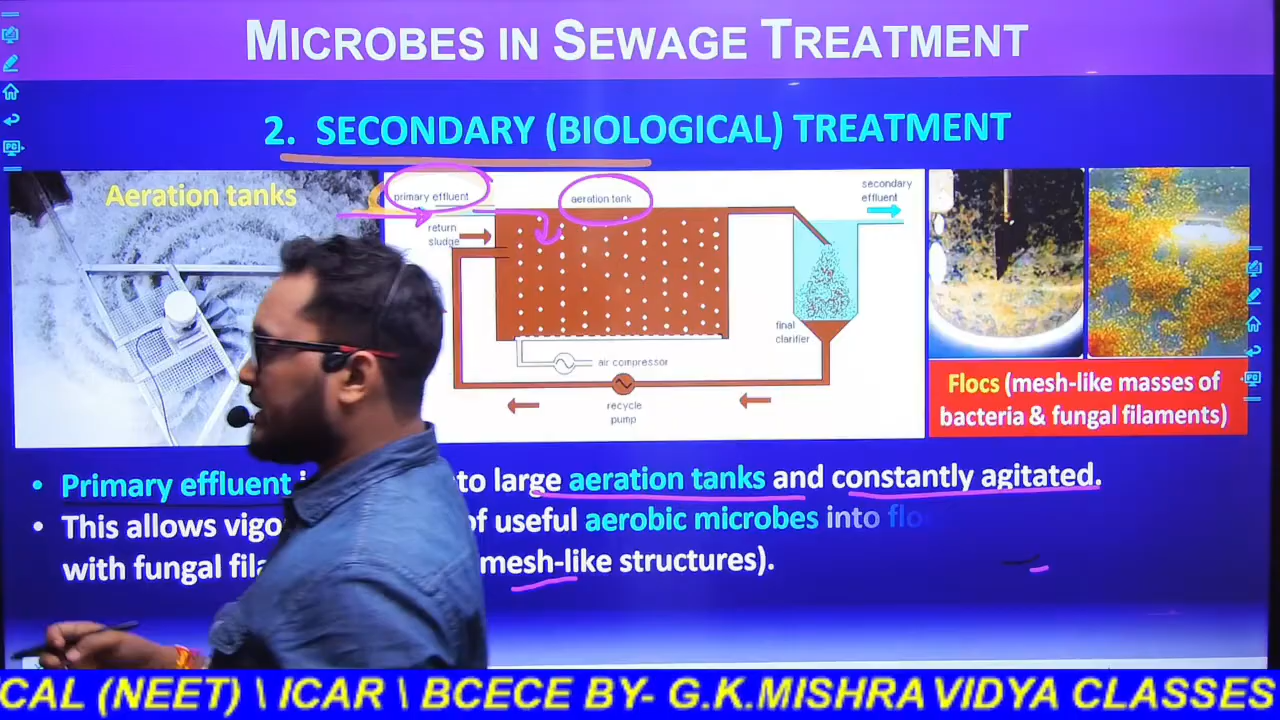 MICROBES IN SEWAGE TREATMENT
2. SECONDARY (BIOLOGICAL) TREATMENT
Aeration tanks
primary effluent
aeration tank
secondary
effluent
return
sludge
final
clarifier
air compressor
recycle
pump
Flocs (mesh-like masses of
bacteria & fungal filaments)
• Primary effluent to large aeration tanks and constantly agitated.
• This allows of useful aerobic microbes into
with fungal mesh-like structures).
(NEET) \ ICAR \ BCECE BY- G.K.MISHRA VIDYA CLASSES